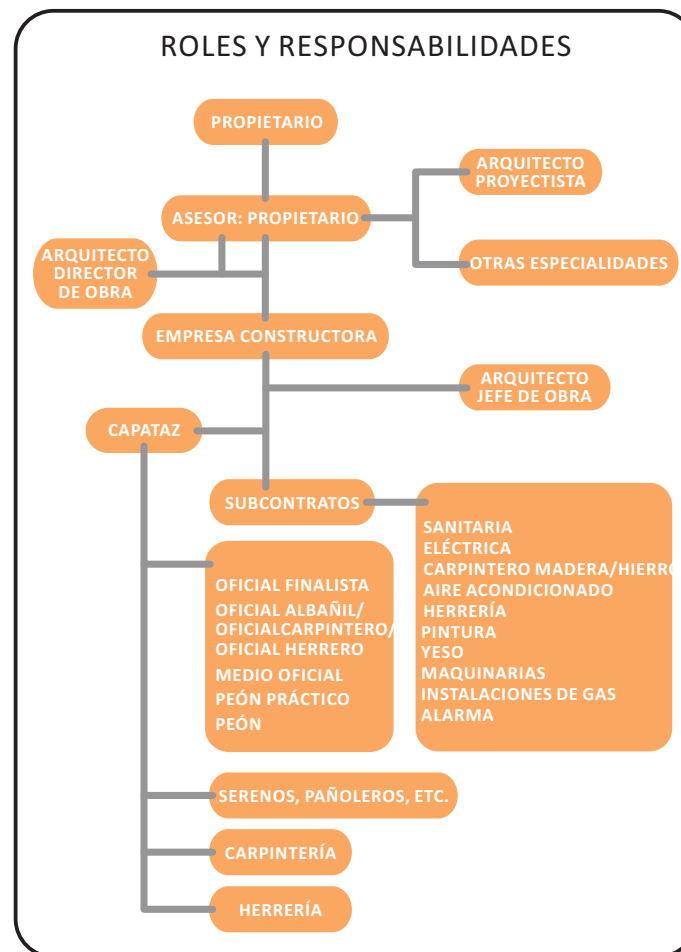 ROLES Y RESPONSABILIDADES
PROPIETARIO
ARQUITECTO
PROYECTISTA
ASESOR: PROPIETARIO
ARQUITECTO
DIRECTOR
DE OBRA
OTRAS ESPECIALIDADES
EMPRESA CONSTRUCTORA
ARQUITECTO
JEFE DE OBRA
CAPATAZ
SUBCONTRATOS
SANITARIA
ELÉCTRICA
CARPINTERO MADERA/HIERRO
AIRE ACONDICIONADO
HERRERÍA
PINTURA
YESO
MAQUINARIAS
INSTALACIONES DE GAS
ALARMA
OFICIAL FINALISTA
OFICIAL ALBAÑIL/
OFICIALCARPINTERO/
OFICIAL HERRERO
MEDIO OFICIAL
PEÓN PRÁCTICO
PEÓN
SERENOS, PAÑOLEROS, ETC.
CARPINTERÍA
HERRERÍA